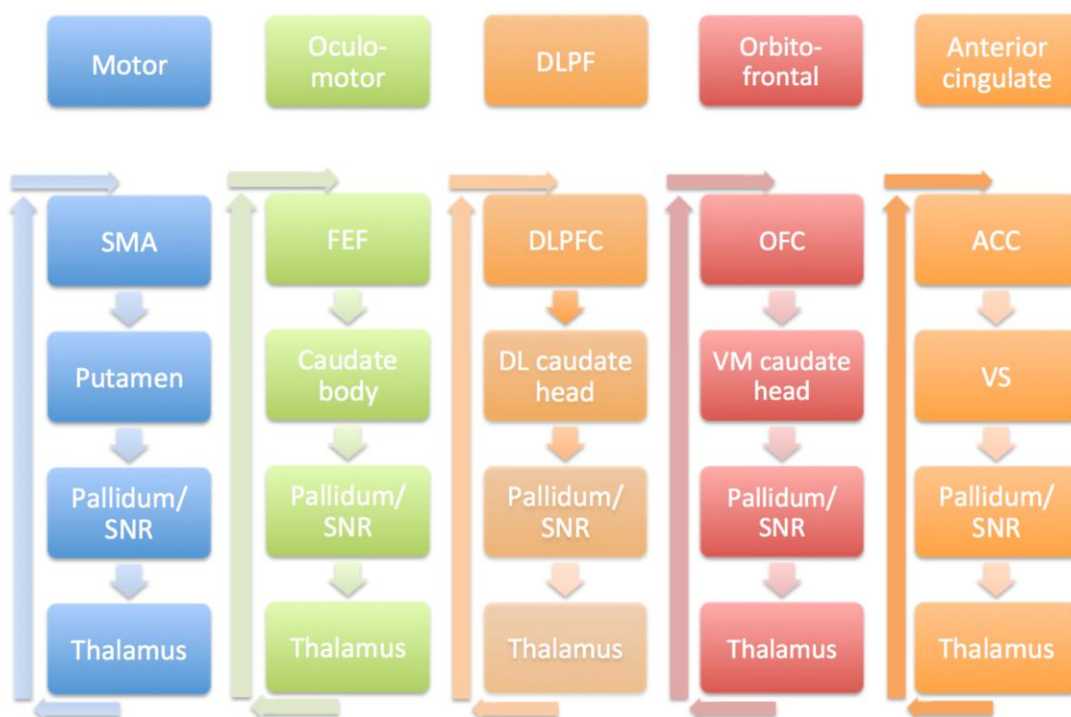 Motor
Oculo-
motor
DLPF
Orbito-
frontal
Anterior
cingulate
SMA
FEF
DLPFC
OFC
ACC
Putamen
Caudate
body
DL caudate
head
VM caudate
head
VS
Pallidum/
SNR
Pallidum/
SNR
Pallidum/
SNR
Pallidum/
SNR
Pallidum/
SNR
Thalamus
Thalamus
Thalamus
Thalamus
Thalamus